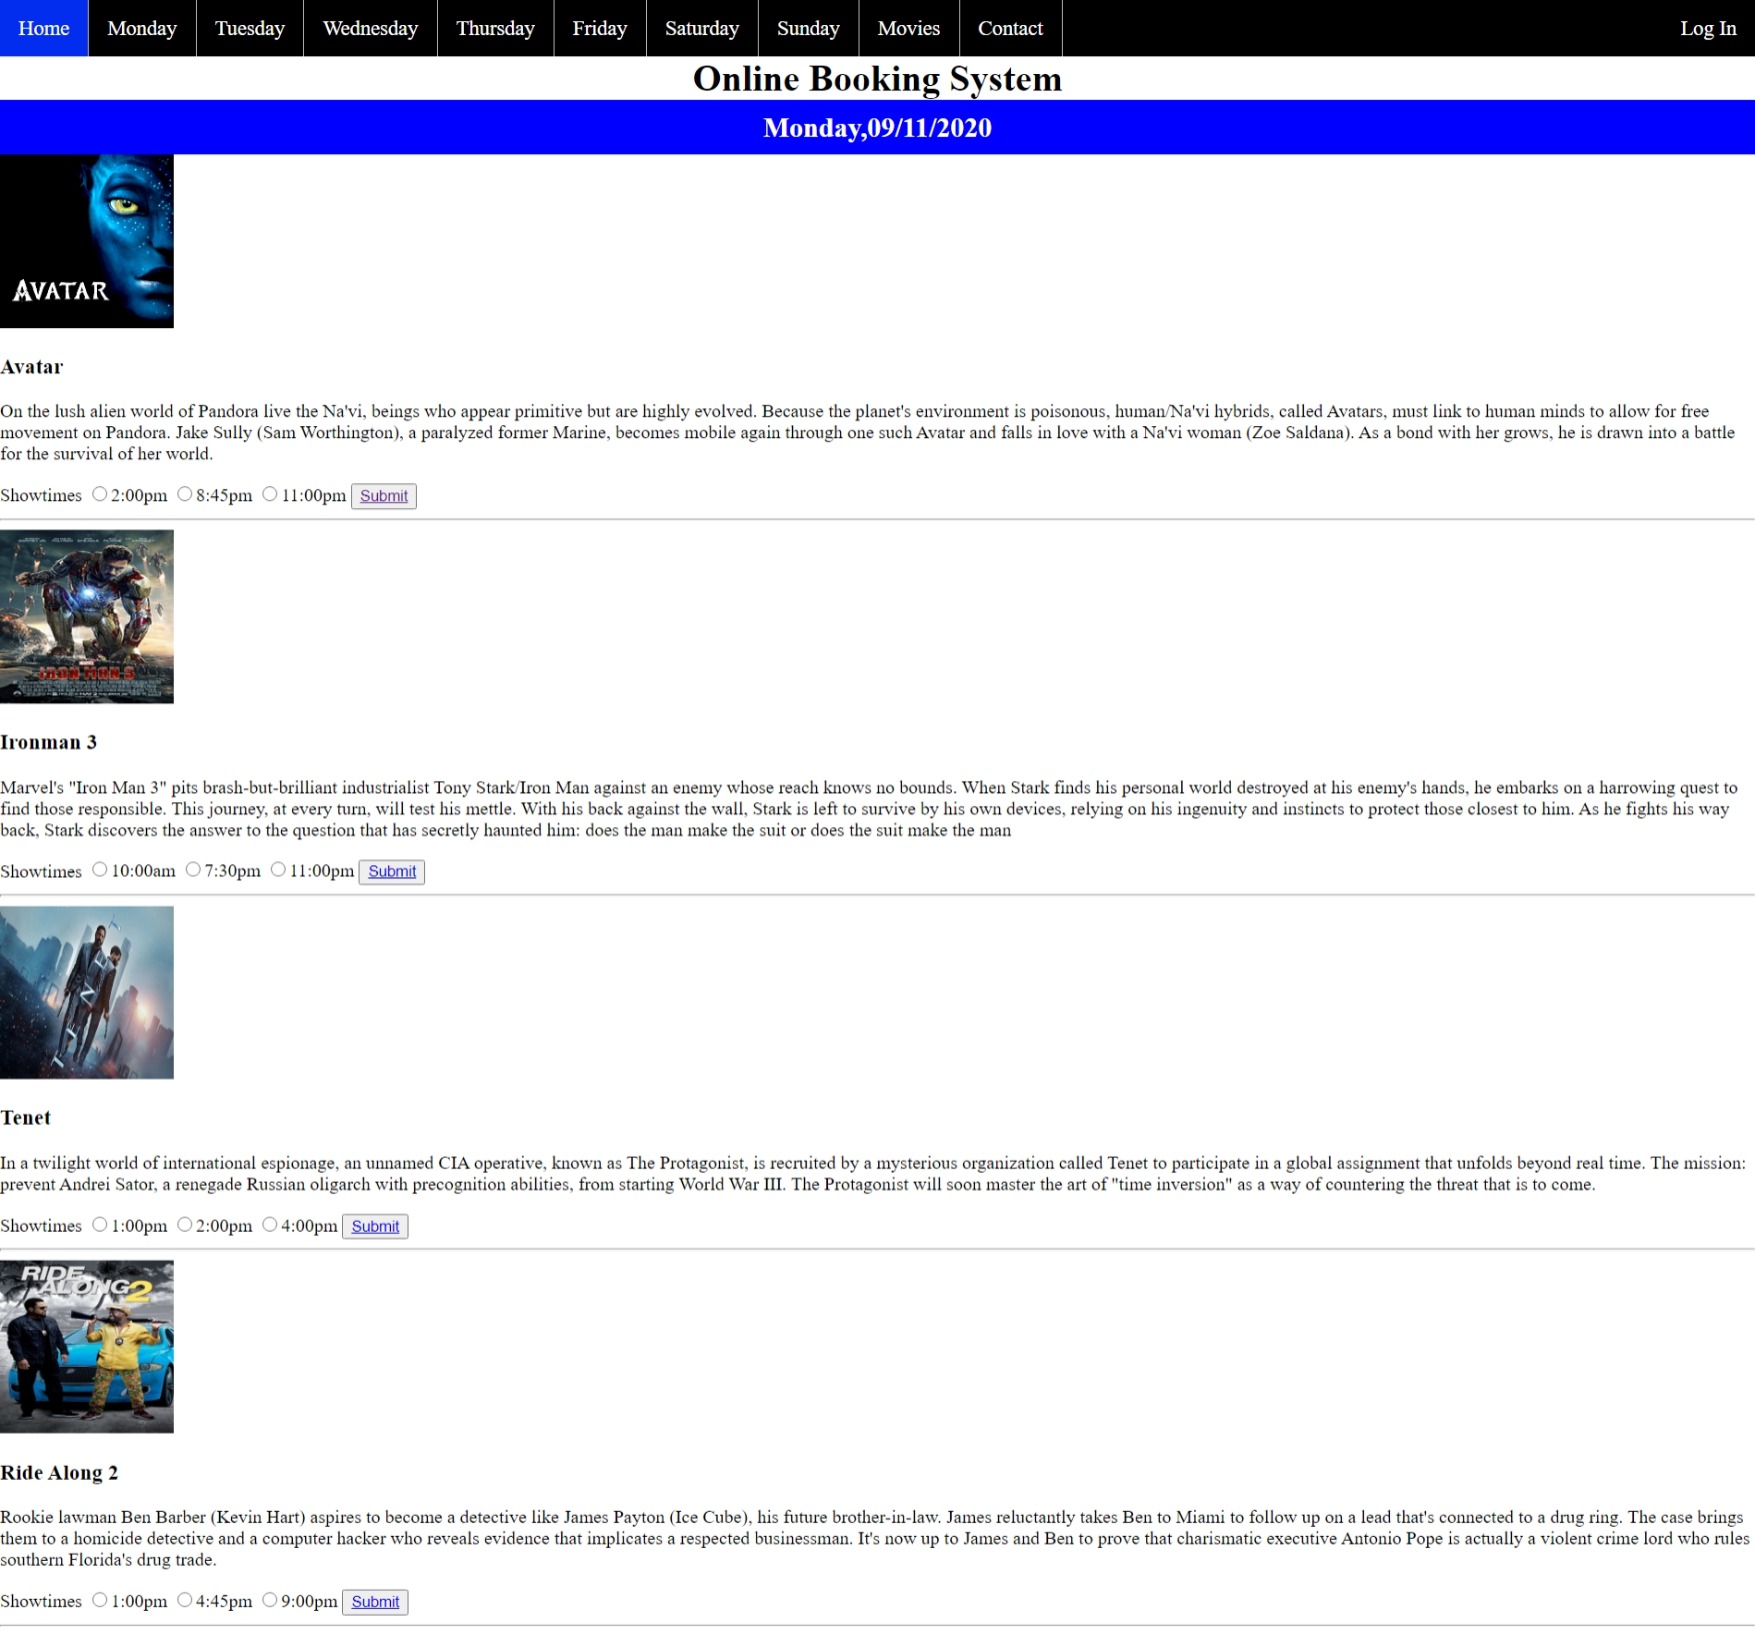 Home Monday Tuesday Wednesday Thursday Friday Saturday Sunday Movies Contact Log In
Online Booking System
Monday,09/11/2020
AVATAR
Avatar
On the lush alien world of Pandora live the Na'vi, beings who appear primitive but are highly evolved. Because the planet's environment is poisonous, human/Na'vi hybrids, called Avatars, must link to human minds to allow for free
movement on Pandora. Jake Sully (Sam Worthington), a paralyzed former Marine, becomes mobile again through one such Avatar and falls in love with a Na'vi woman (Zoe Saldana). As a bond with her grows, he is drawn into a battle
for the survival of her world.
Showtimes 2:00pm 8:45pm 11:00pm Submit
IRON MAN 3
Ironman 3
Marvel's "Iron Man 3" pits brash-but-brilliant industrialist Tony Stark/Iron Man against an enemy whose reach knows no bounds. When Stark finds his personal world destroyed at his enemy's hands, he embarks on a harrowing quest to
find those responsible. This journey, at every turn, will test his mettle. With his back against the wall, Stark is left to survive by his own devices, relying on his ingenuity and instincts to protect those closest to him. As he fights his way
back, Stark discovers the answer to the question that has secretly haunted him: does the man make the suit or does the suit make the man
Showtimes 10:00am 7:30pm 11:00pm Submit
TENET
Tenet
In a twilight world of international espionage, an unnamed CIA operative, known as The Protagonist, is recruited by a mysterious organization called Tenet to participate in a global assignment that unfolds beyond real time. The mission:
prevent Andrei Sator, a renegade Russian oligarch with precognition abilities, from starting World War III. The Protagonist will soon master the art of "time inversion" as a way of countering the threat that is to come.
Showtimes 1:00pm 2:00pm 4:00pm Submit
RIDE
ALONG 2
Ride Along 2
Rookie lawman Ben Barber (Kevin Hart) aspires to become a detective like James Payton (Ice Cube), his future brother-in-law. James reluctantly takes Ben to Miami to follow up on a lead that's connected to a drug ring. The case brings
them to a homicide detective and a computer hacker who reveals evidence that implicates a respected businessman. It's now up to James and Ben to prove that charismatic executive Antonio Pope is actually a violent crime lord who rules
southern Florida's drug trade.
Showtimes 1:00pm 4:45pm 9:00pm Submit